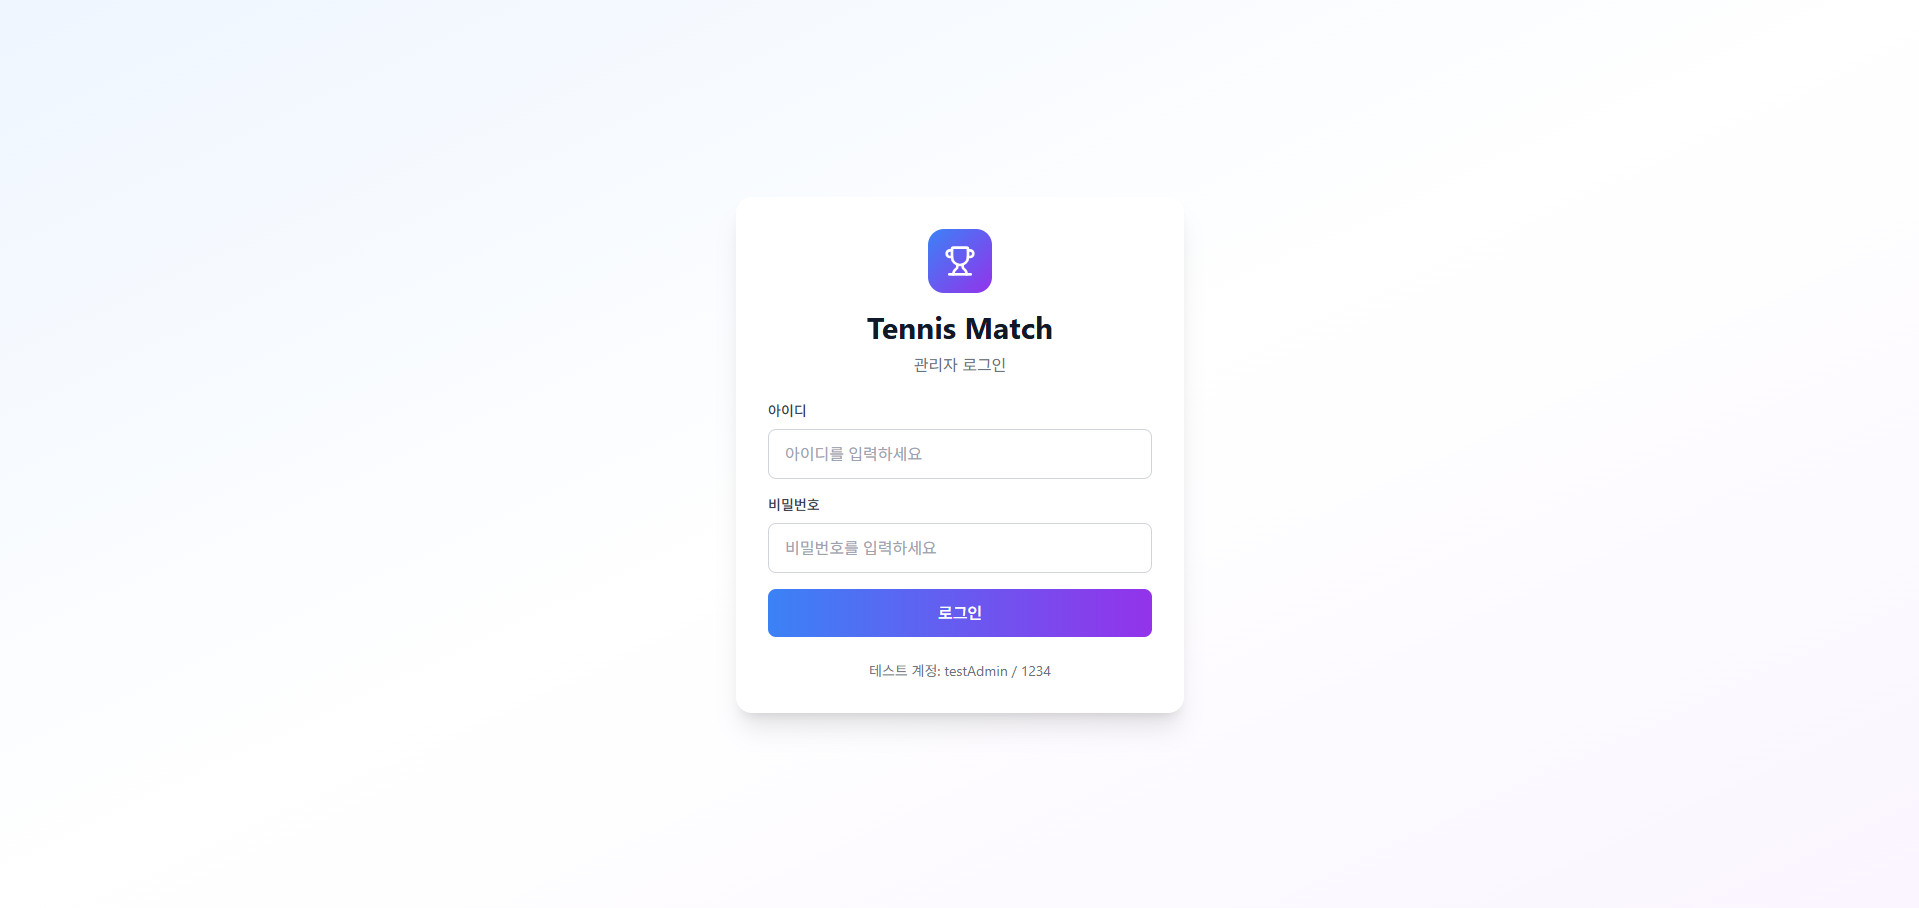 Tennis Match
관리자 로그인
아이디
아이디를 입력하세요
비밀번호
비밀번호를 입력하세요
로그인
테스트 계정: testAdmin / 1234